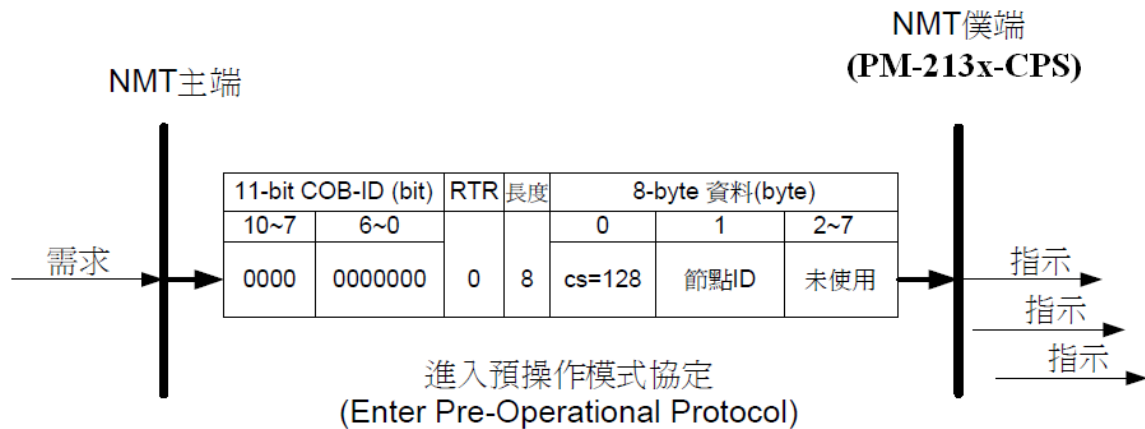 NMT僕端
(PM-213x-CPS)
NMT主端
11-bit COB-ID (bit) RTR 長度 8-byte 資料(byte)
10~7 6~0 0 1 2~7
需求 0000 0000000 0 8 cs=128 節點ID 未使用 指示
指示
指示
進入預操作模式協定
(Enter Pre-Operational Protocol)